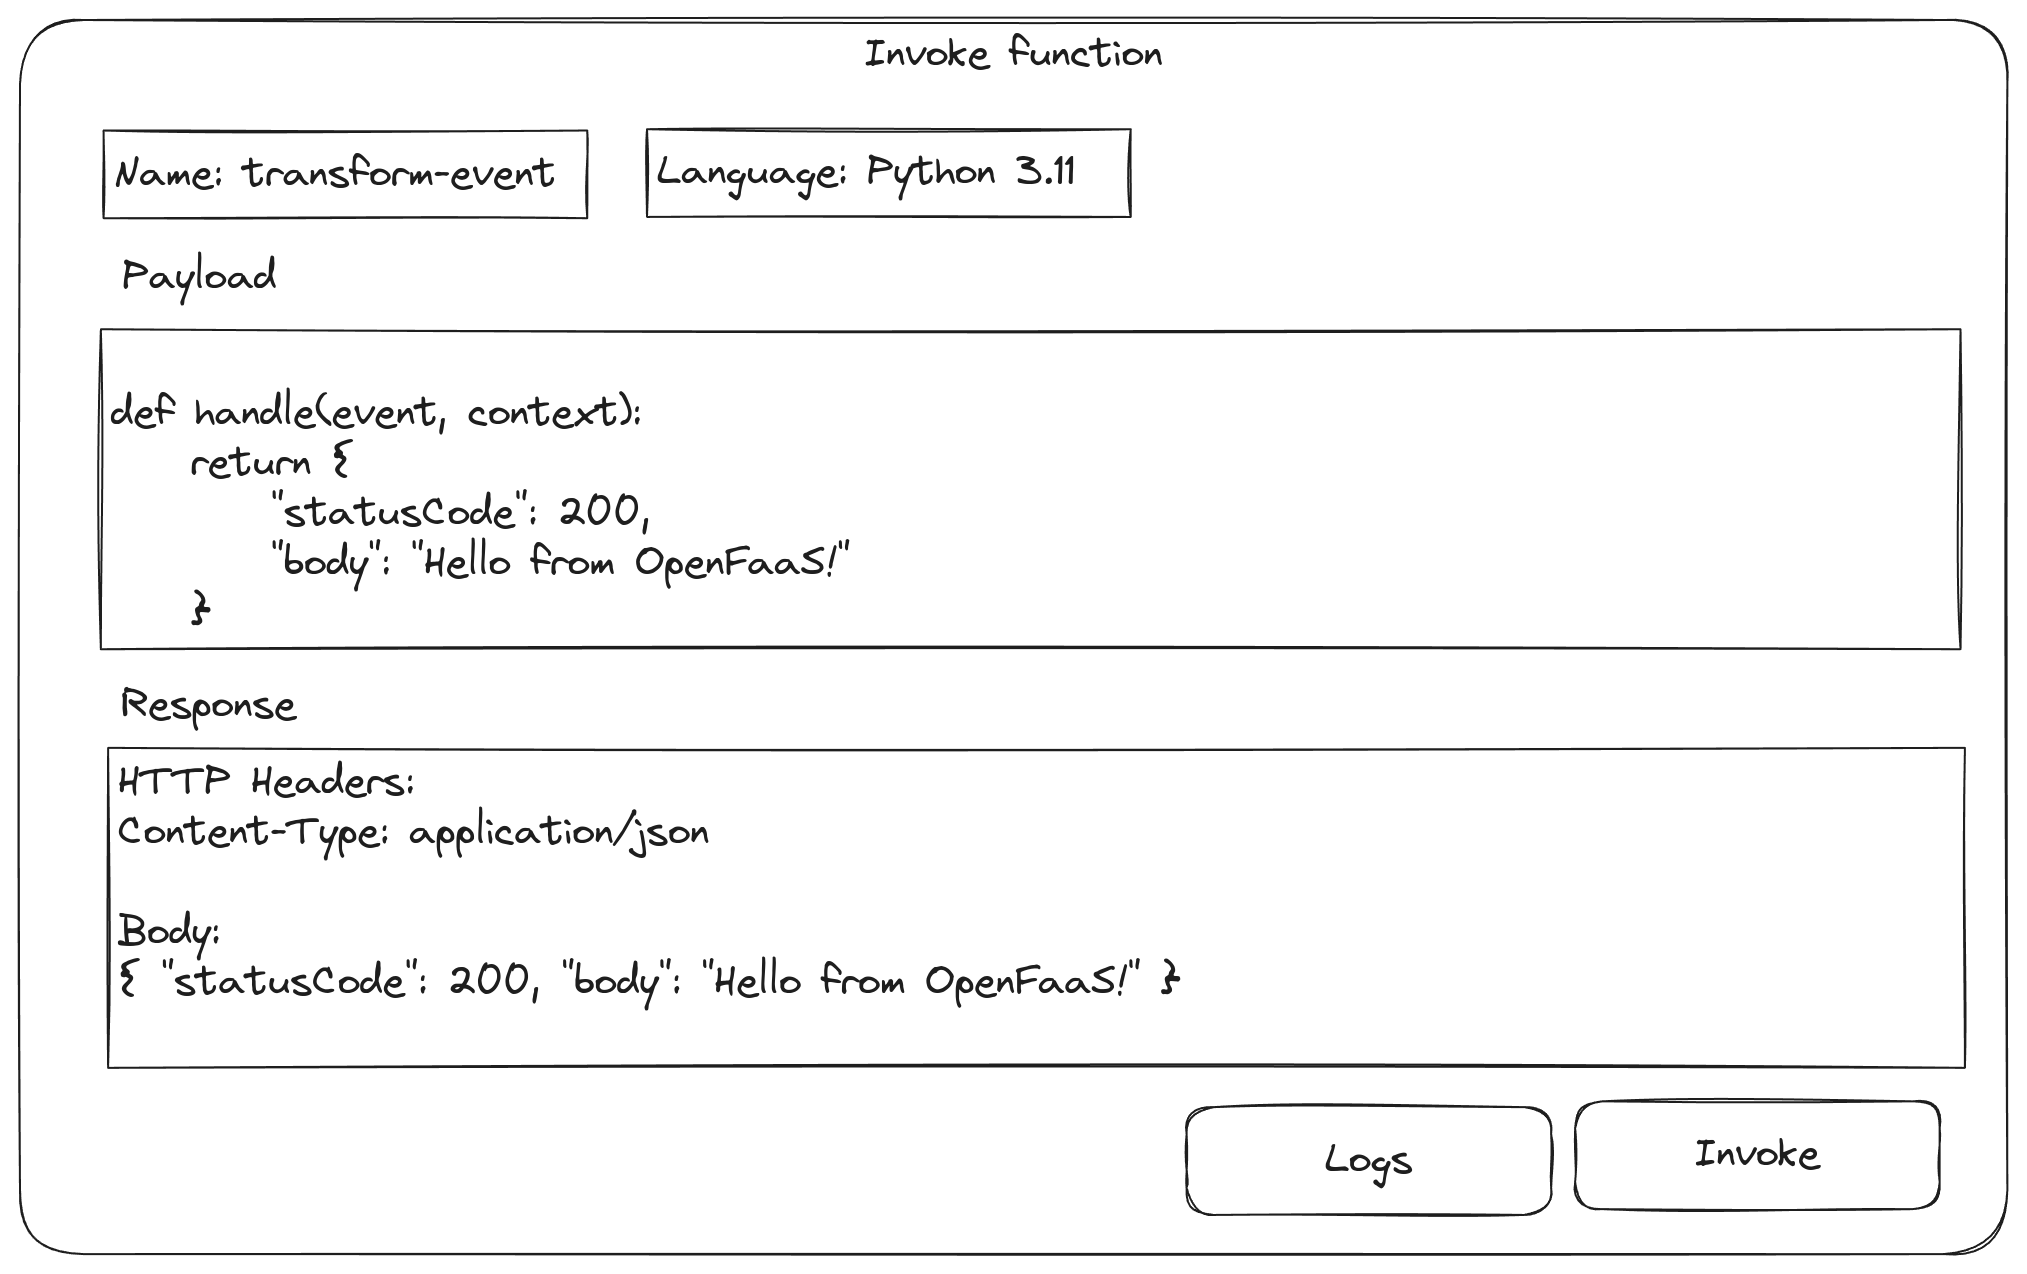 Invoke function
Name: transform-event
Language: Python 3.11
Payload
def handle(event, context):
    return {
        "statusCode": 200,
        "body": "Hello from OpenFaaS!"
    }
Response
HTTP Headers:
Content-Type: application/json
Body:
{ "statusCode": 200, "body": "Hello from OpenFaaS!" }
Logs
Invoke